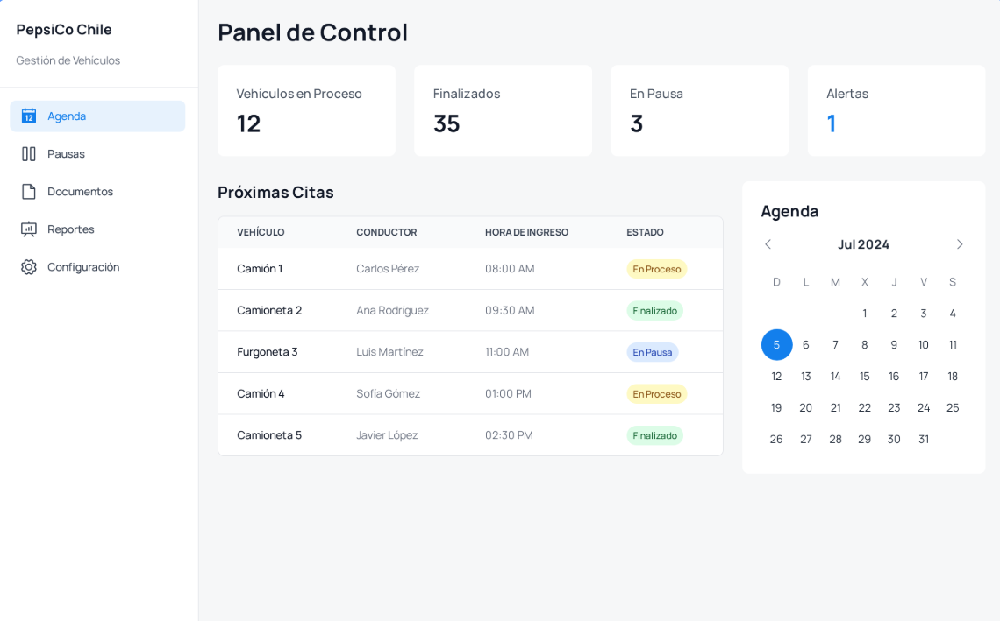 PepsiCo Chile
Gestión de Vehículos
12
Agenda
Pausas
Documentos
Reportes
Configuración
Panel de Control
Vehículos en Proceso
12
Finalizados
35
En Pausa
3
Alertas
1
Próximas Citas
VEHÍCULO CONDUCTOR HORA DE INGRESO ESTADO
Camión 1 Carlos Pérez 08:00 AM En Proceso
Camioneta 2 Ana Rodríguez 09:30 AM Finalizado
Furgoneta 3 Luis Martínez 11:00 AM En Pausa
Camión 4 Sofía Gómez 01:00 PM En Proceso
Camioneta 5 Javier López 02:30 PM Finalizado
Agenda
Jul 2024
D L M X J V S
1 2 3 4
5 6 7 8 9 10 11
12 13 14 15 16 17 18
19 20 21 22 23 24 25
26 27 28 29 30 31